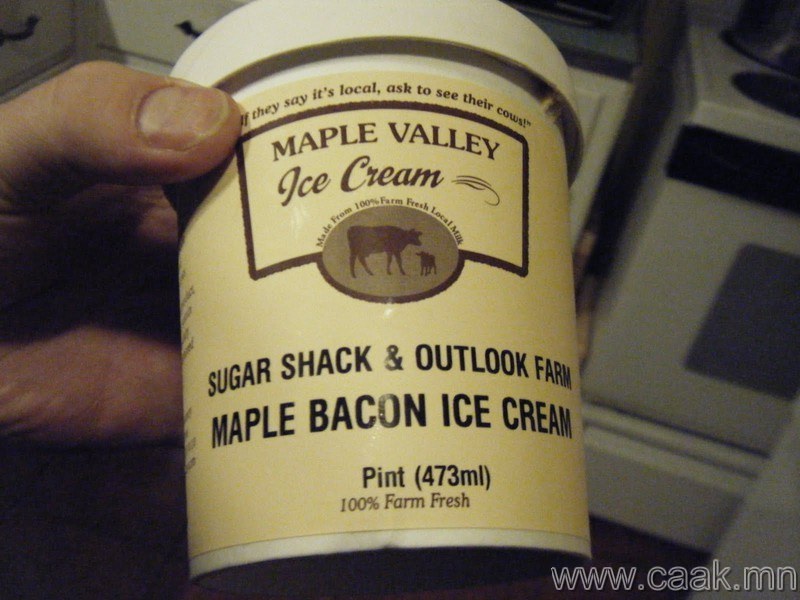 "If they say it's local, ask to see their cows!"
MAPLE VALLEY
Ice Cream
Made From 100% Farm Fresh Local Milk
SUGAR SHACK & OUTLOOK FARM
MAPLE BACON ICE CREAM
Pint (473ml)
100% Farm Fresh
www.caak.mn